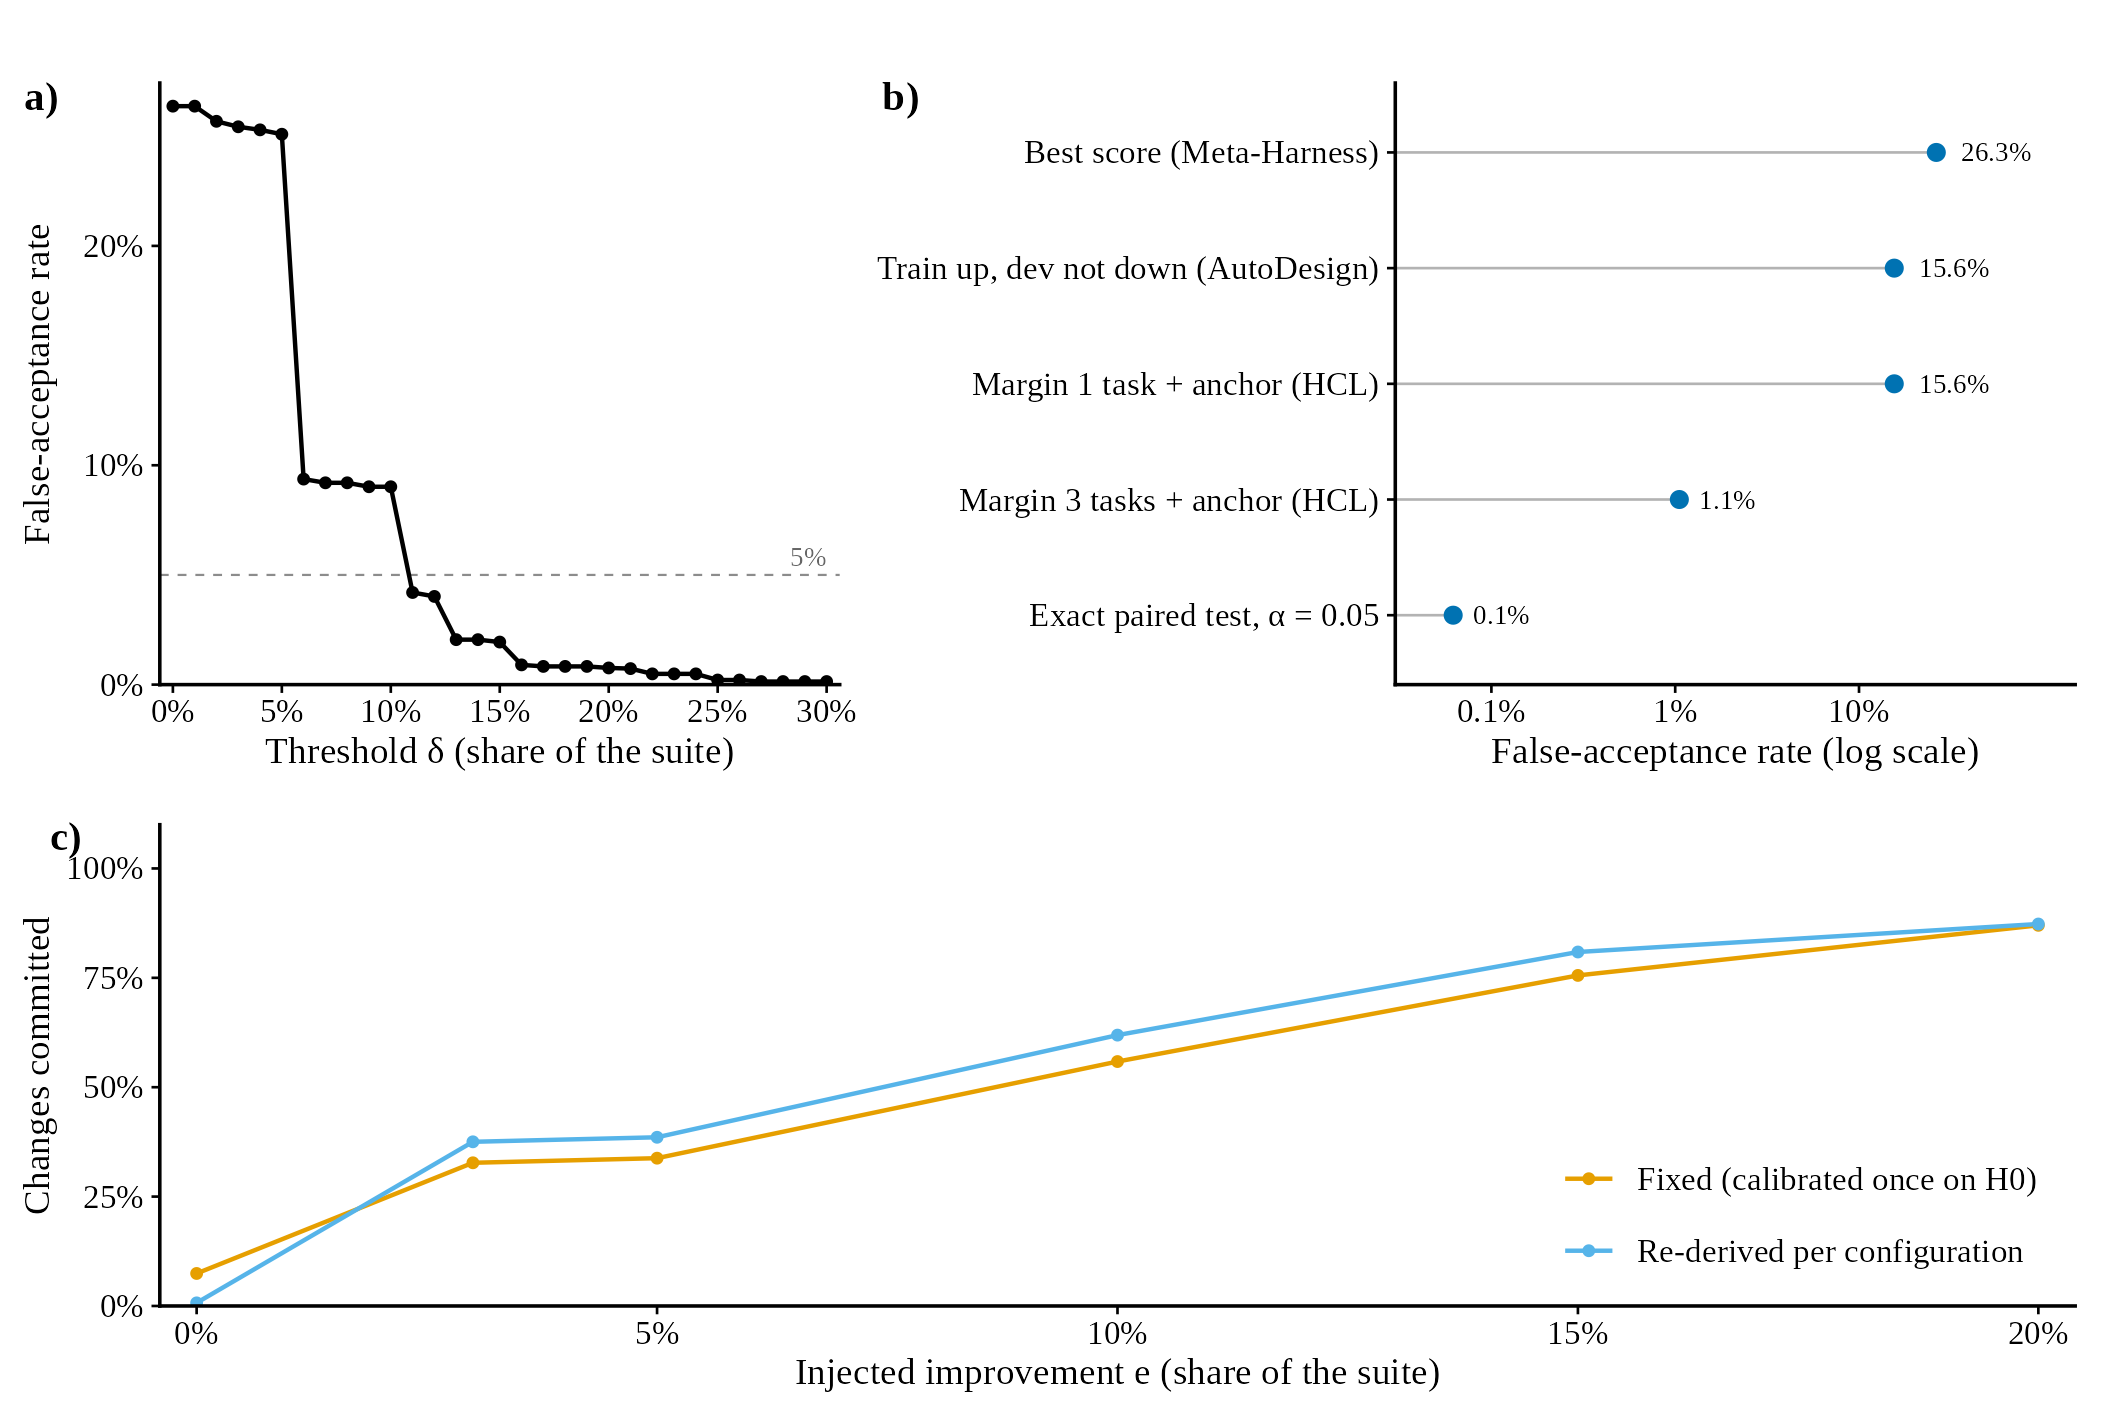 a)
False-acceptance rate
20%
10%
0%
5%
0% 5% 10% 15% 20% 25% 30%
Threshold δ (share of the suite)
b)
Best score (Meta-Harness) 26.3%
Train up, dev not down (AutoDesign) 15.6%
Margin 1 task + anchor (HCL) 15.6%
Margin 3 tasks + anchor (HCL) 1.1%
Exact paired test, α = 0.05 0.1%
0.1% 1% 10%
False-acceptance rate (log scale)
c)
Changes committed
100%
75%
50%
25%
0%
Fixed (calibrated once on H0)
Re-derived per configuration
0% 5% 10% 15% 20%
Injected improvement e (share of the suite)